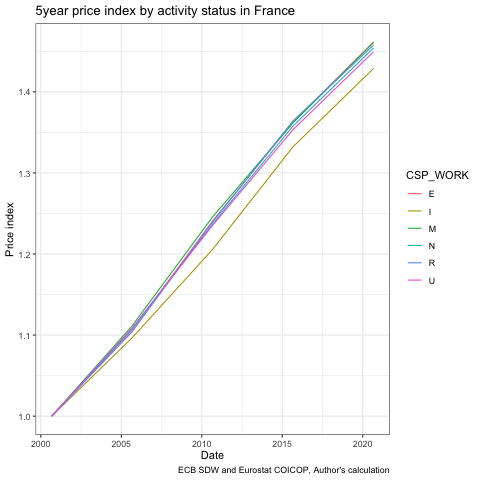 5year price index by activity status in France
Price index
1.4
1.3
1.2
1.1
1.0
2000 2005 2010 2015 2020
Date
CSP_WORK
E
I
M
N
R
U
ECB SDW and Eurostat COICOP, Author's calculation